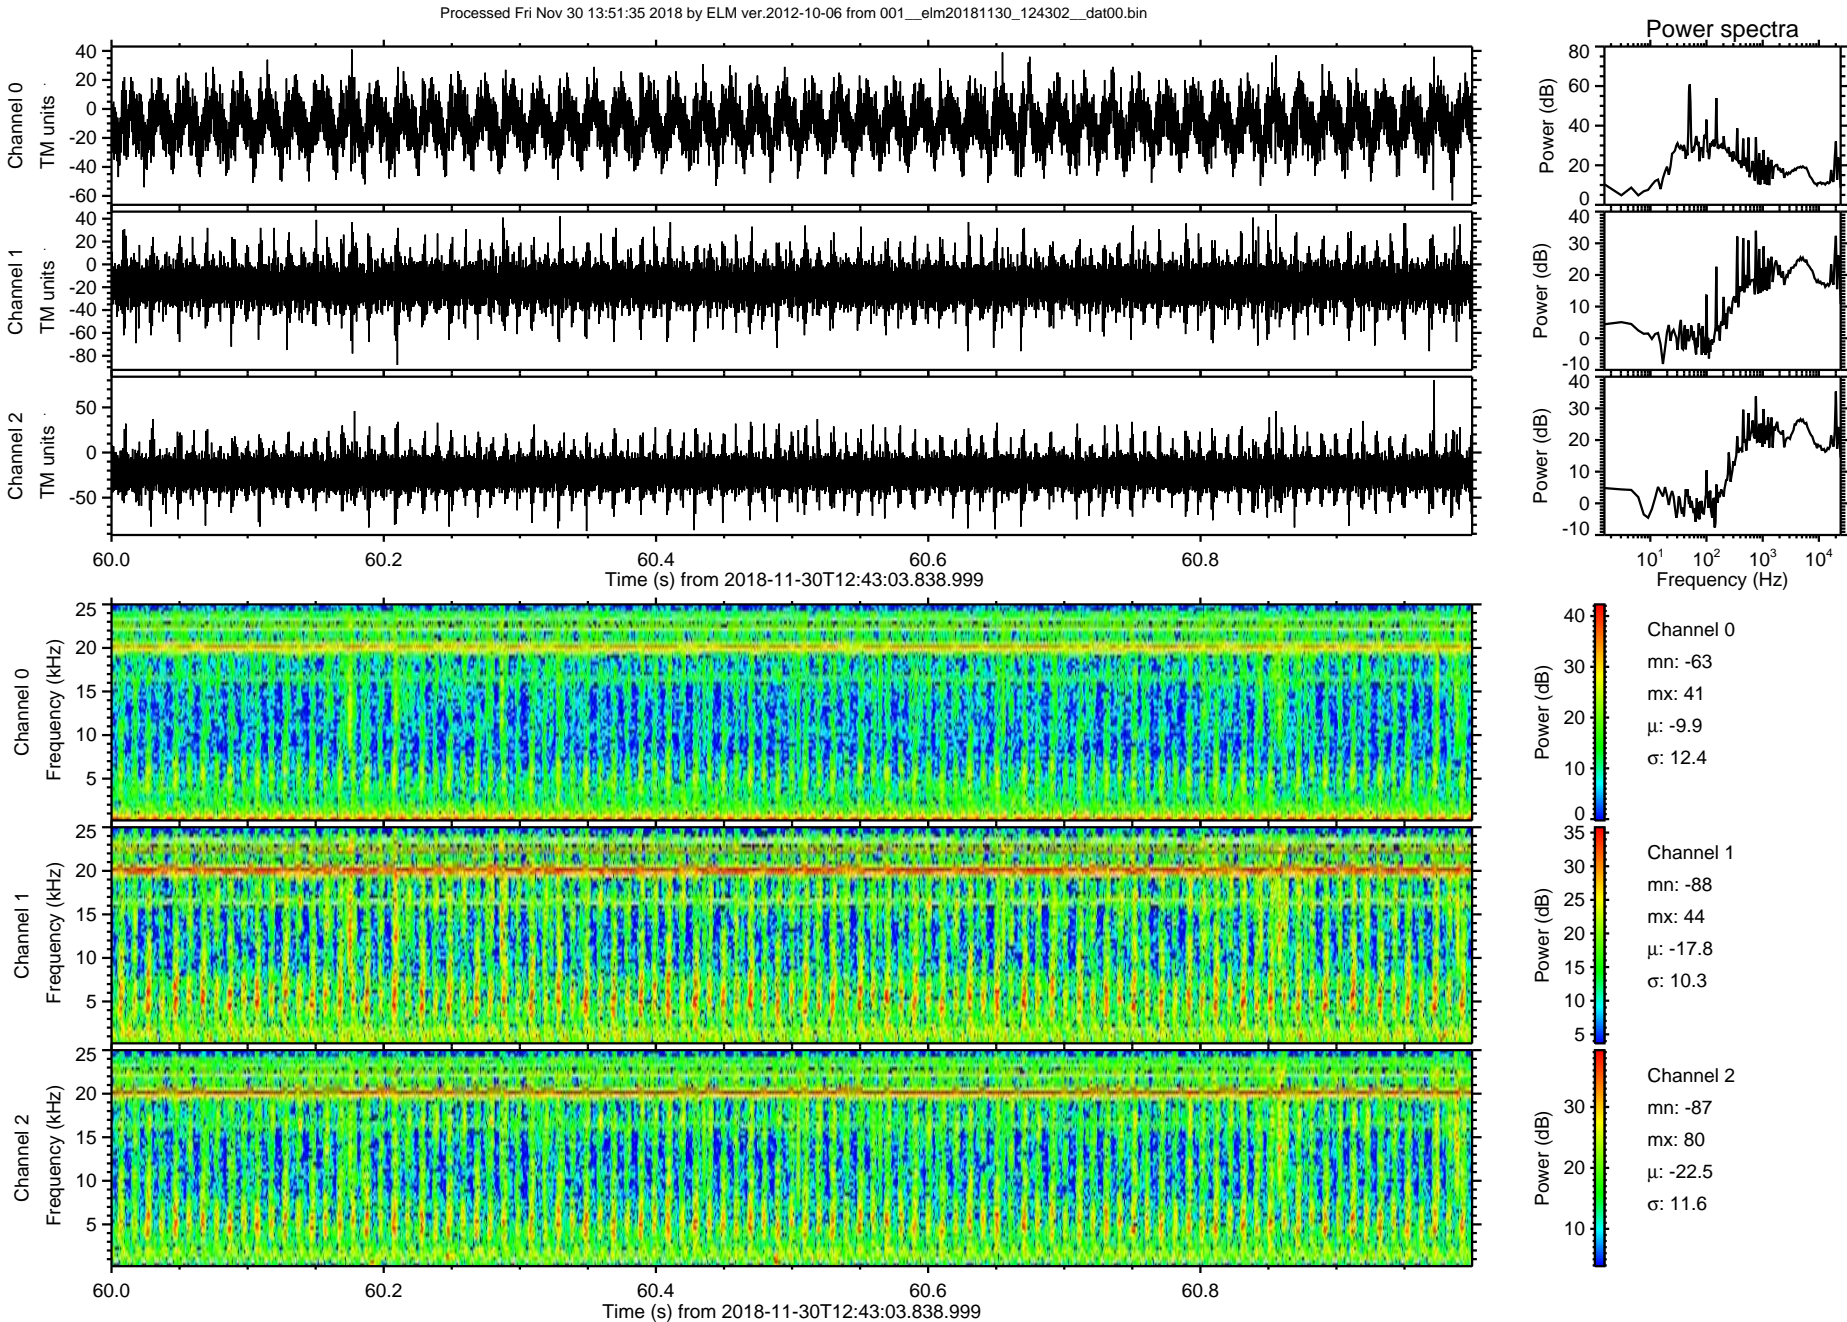 Processed Fri Nov 30 13:51:35 2018 by ELM ver.2012-10-06 from 001__elm20181130_124302__dat00.bin
Power spectra
Channel 0
TM units
40
20
0
-20
-40
-60
Power (dB)
80
60
40
20
0
Channel 1
TM units
40
20
0
-20
-40
-60
-80
Power (dB)
40
30
20
10
0
-10
Channel 2
TM units
50
0
-50
Power (dB)
40
30
20
10
0
-10
60.0 60.2 60.4 60.6 60.8
Time (s) from 2018-11-30T12:43:03.838.999
10^1 10^2 10^3 10^4
Frequency (Hz)
Channel 0
Frequency (kHz)
25
20
15
10
5
Power (dB)
40
30
20
10
0
Channel 0
mn: -63
mx: 41
μ: -9.9
σ: 12.4
Channel 1
Frequency (kHz)
25
20
15
10
5
Power (dB)
35
30
25
20
15
10
5
Channel 1
mn: -88
mx: 44
μ: -17.8
σ: 10.3
Channel 2
Frequency (kHz)
25
20
15
10
5
Power (dB)
30
20
10
Channel 2
mn: -87
mx: 80
μ: -22.5
σ: 11.6
60.0 60.2 60.4 60.6 60.8
Time (s) from 2018-11-30T12:43:03.838.999